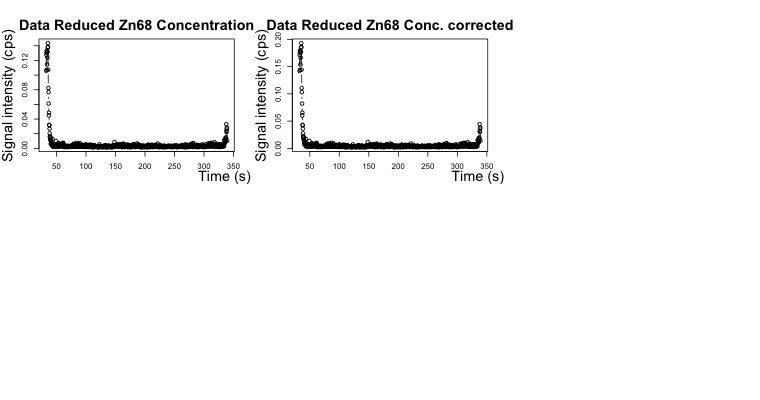 Data Reduced Zn68 Concentration
Signal intensity (cps)
0.00 0.04 0.08 0.12
50 100 150 200 250 300 350
Time (s)
Data Reduced Zn68 Conc. corrected
Signal intensity (cps)
0.00 0.05 0.10 0.15 0.20
50 100 150 200 250 300 350
Time (s)